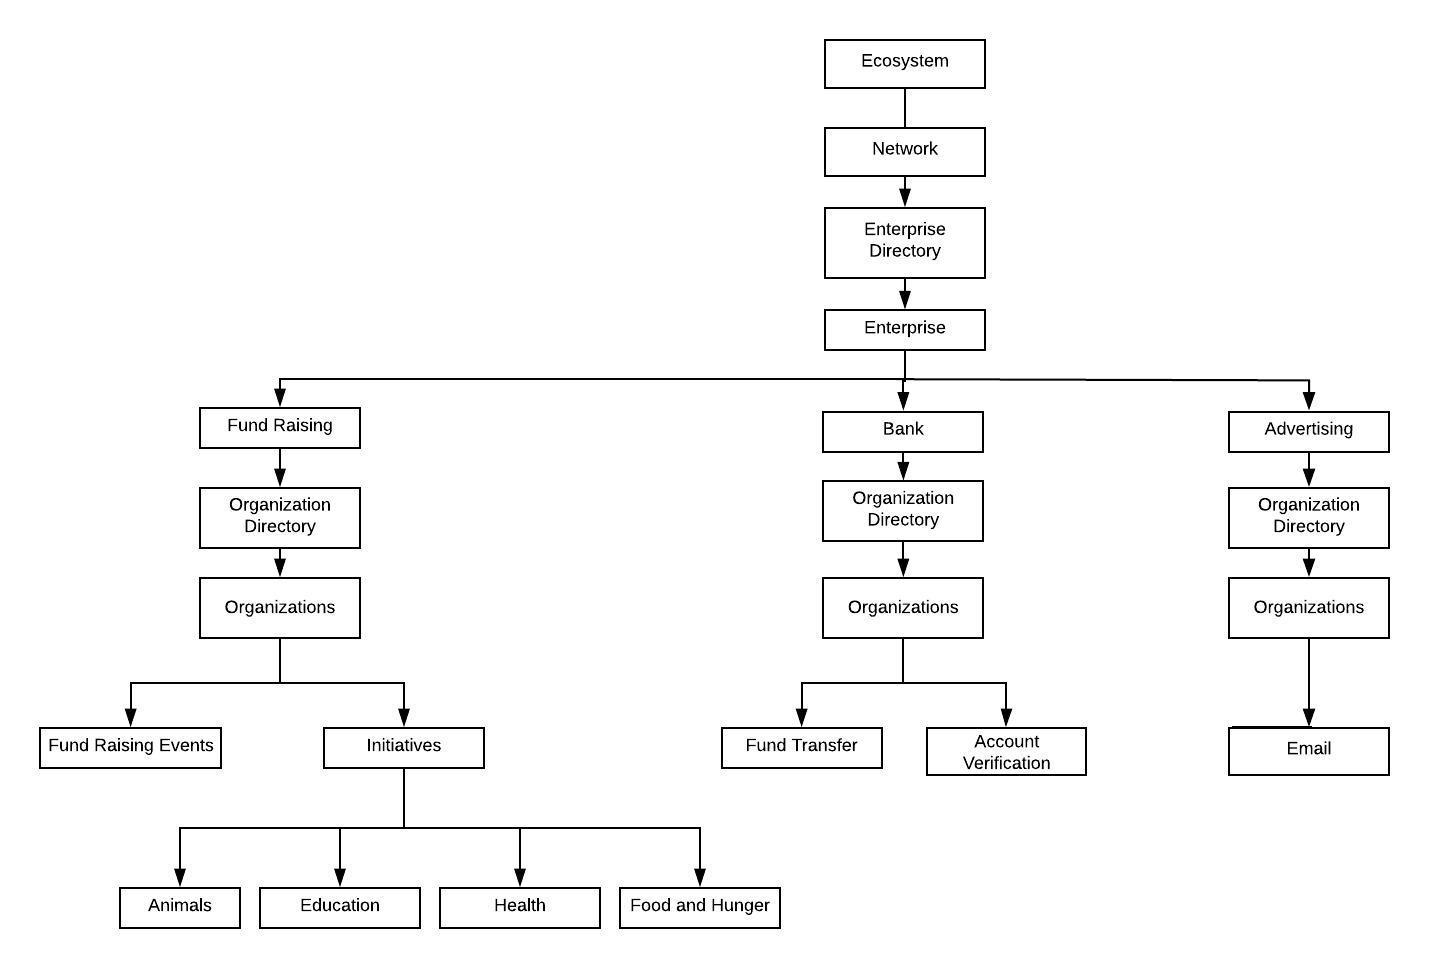 Ecosystem
Network
Enterprise
Directory
Enterprise
Fund Raising
Bank
Advertising
Organization
Directory
Organization
Directory
Organization
Directory
Organizations
Organizations
Organizations
Fund Raising Events
Initiatives
Fund Transfer
Account
Verification
Email
Animals
Education
Health
Food and Hunger